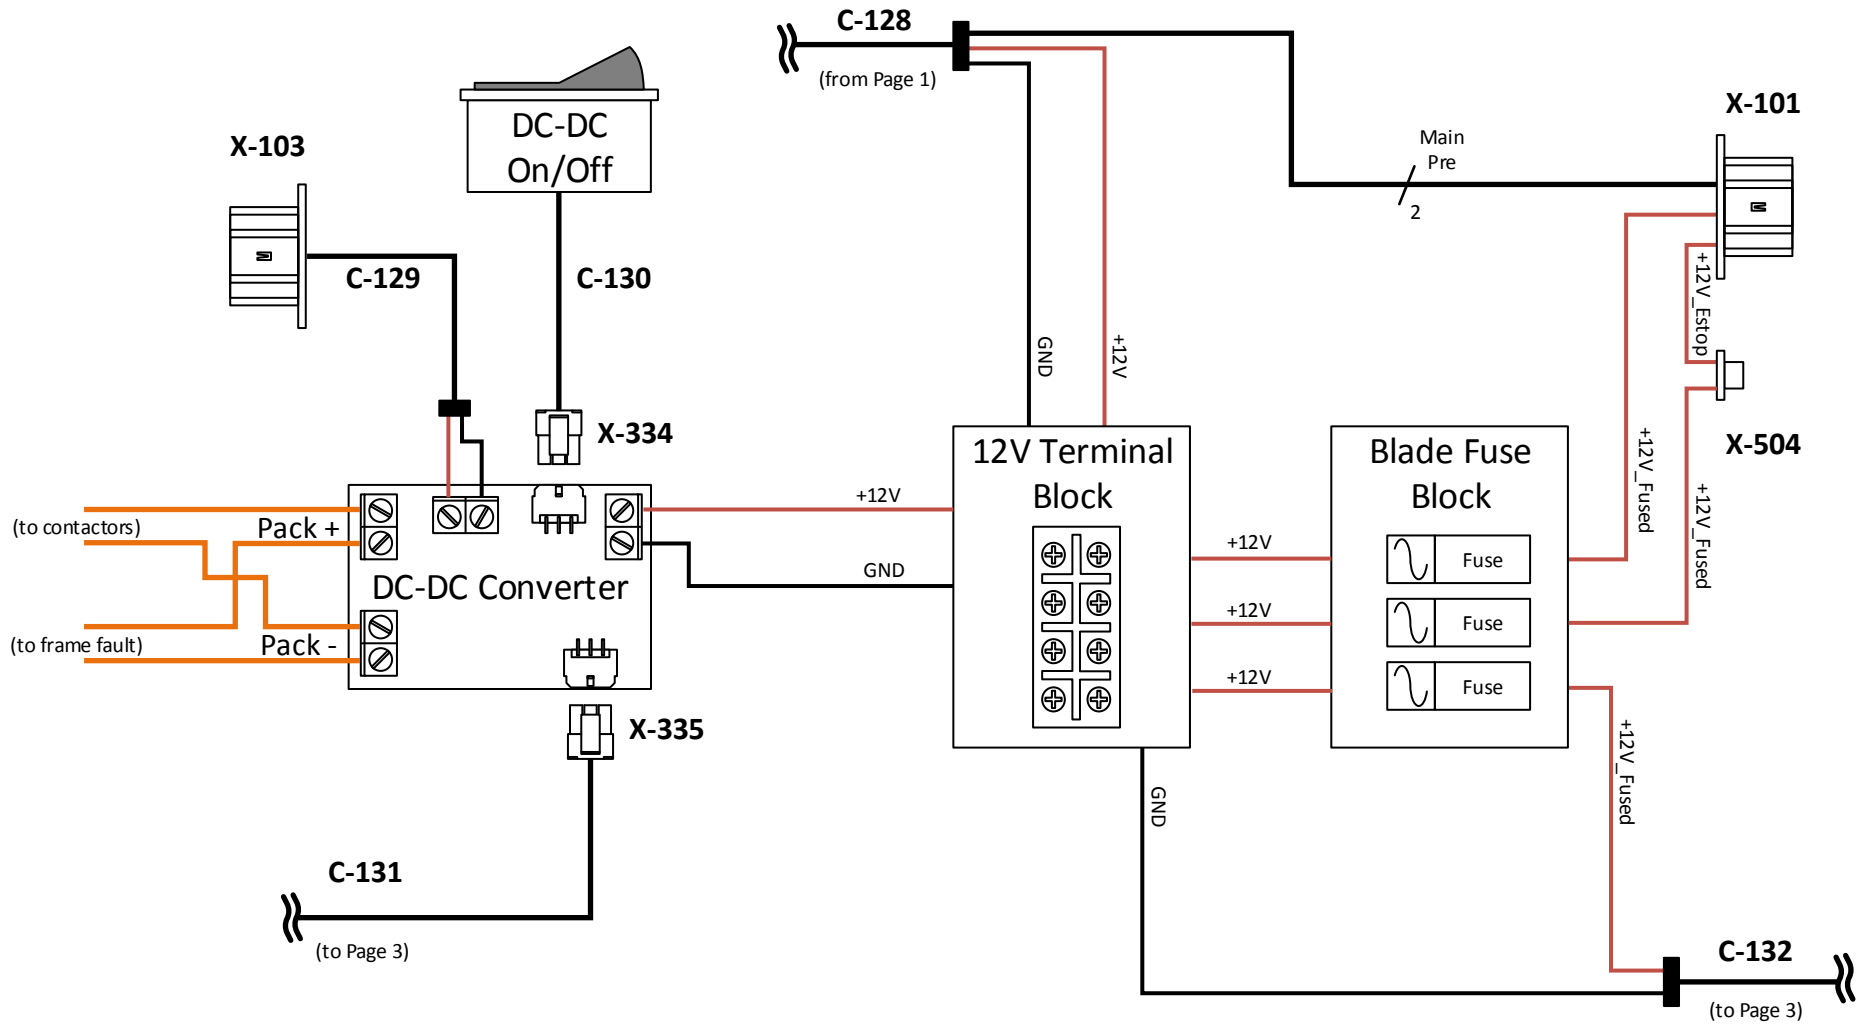 C-128
(from Page 1)
X-101
Main
Pre
2
X-103
DC-DC
On/Off
C-129
C-130
+12V_Estop
GND
+12V
X-334
X-504
12V Terminal
Block
Blade Fuse
Block
+12V_Fused
+12V_Fused
(to contactors)
Pack +
+12V
DC-DC Converter
GND
+12V
Fuse
+12V
Fuse
(to frame fault)
Pack -
+12V
Fuse
X-335
+12V_Fused
GND
C-131
(to Page 3)
C-132
(to Page 3)